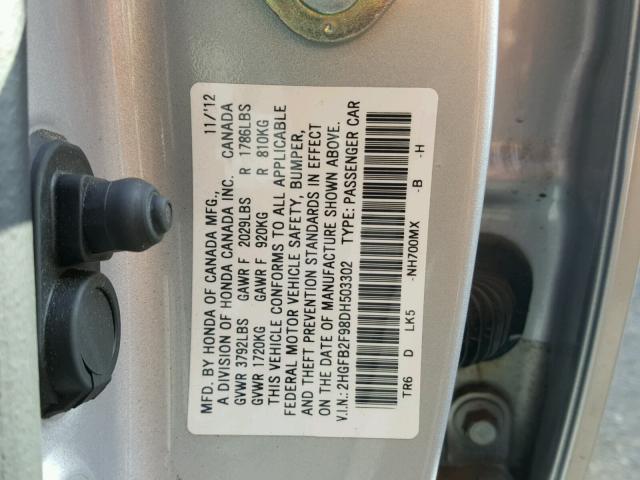 MFD. BY HONDA OF CANADA MFG., 11/'12
A DIVISION OF HONDA CANADA INC. CANADA
GVWR 3792LBS GAWR F 2029LBS R 1786LBS
GVWR 1720KG GAWR F 920KG R 810KG
THIS VEHICLE CONFORMS TO ALL APPLICABLE
FEDERAL MOTOR VEHICLE SAFETY, BUMPER,
AND THEFT PREVENTION STANDARDS IN EFFECT
ON THE DATE OF MANUFACTURE SHOWN ABOVE.
V.I.N.: 2HGFB2F98DH503302 TYPE: PASSENGER CAR
TR6 D LK5 -NH700MX -B -H